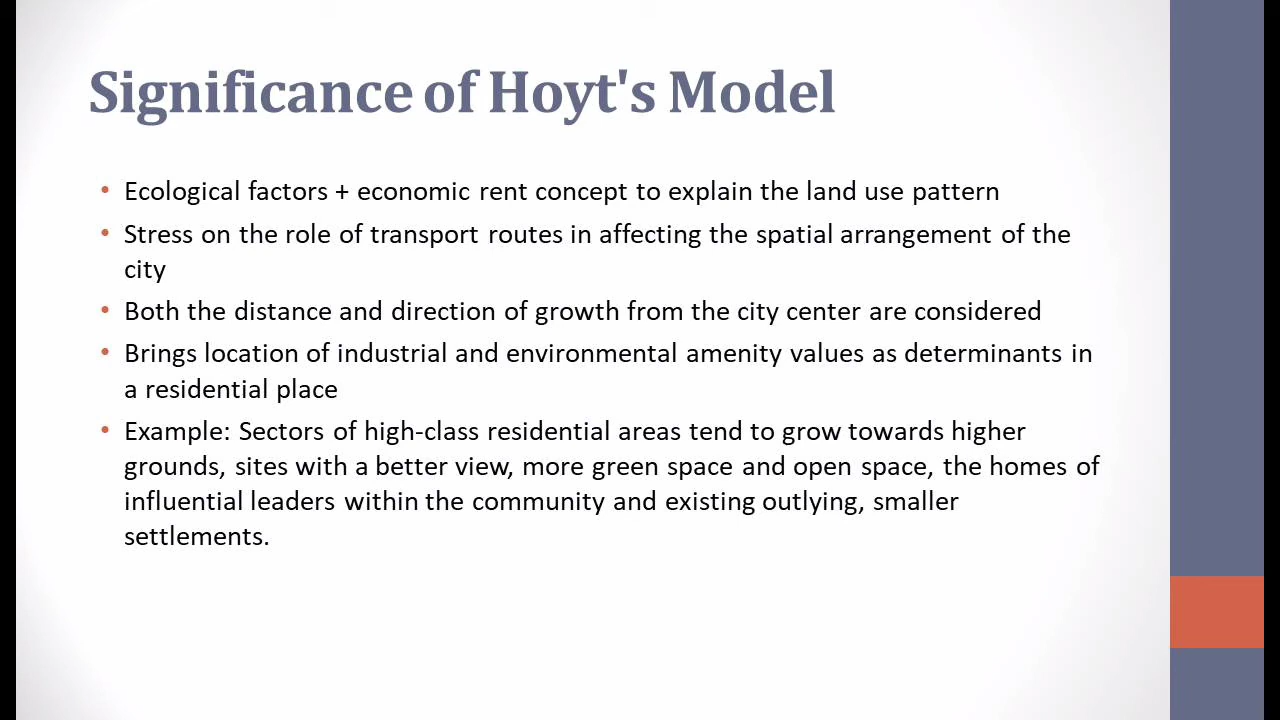 Significance of Hoyt's Model
• Ecological factors + economic rent concept to explain the land use pattern
• Stress on the role of transport routes in affecting the spatial arrangement of the
city
• Both the distance and direction of growth from the city center are considered
• Brings location of industrial and environmental amenity values as determinants in
a residential place
• Example: Sectors of high-class residential areas tend to grow towards higher
grounds, sites with a better view, more green space and open space, the homes of
influential leaders within the community and existing outlying, smaller
settlements.